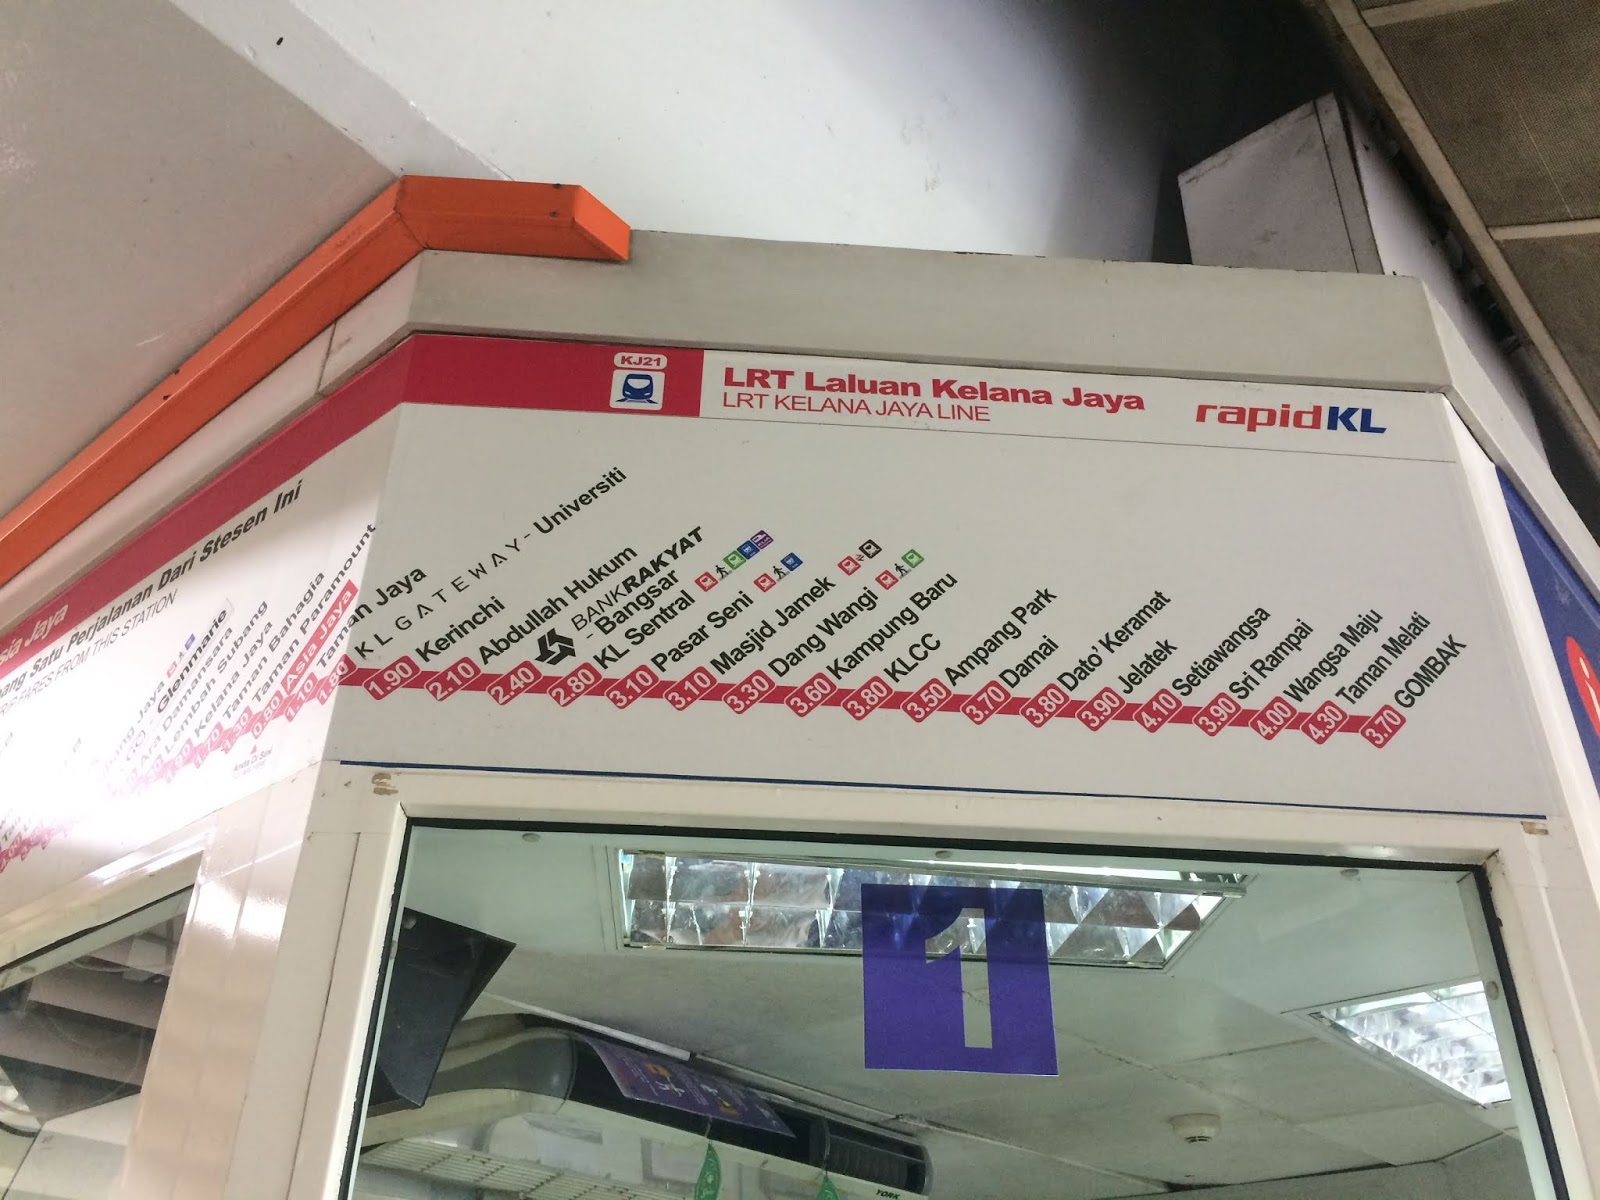 KJ21
LRT Laluan Kelana Jaya
LRT KELANA JAYA LINE
rapidKL
Asia Jaya
Satu Perjalanan Dari Stesen Ini
FARES FROM THIS STATION
Glenmarie
Ara Damansara
Lembah Subang
Kelana Jaya
Taman Bahagia
Taman Paramount
0.80 Asia Jaya
1.10 Taman Jaya
1.80 KL GATEWAY - Universiti
1.90 Kerinchi
2.10 Abdullah Hukum
2.40 BANKRAKYAT
- Bangsar
2.80 KL Sentral
3.10 Pasar Seni
3.10 Masjid Jamek
3.30 Dang Wangi
3.60 Kampung Baru
3.80 KLCC
3.50 Ampang Park
3.70 Damai
3.80 Dato' Keramat
3.90 Jelatek
4.10 Setiawangsa
3.90 Sri Rampai
4.00 Wangsa Maju
4.30 Taman Melati
3.70 GOMBAK
Anda Di Sini
1
YORK